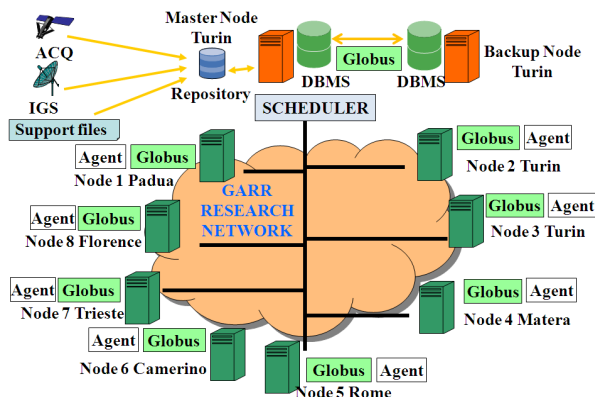 Master Node
Turin
ACQ
Globus
Backup Node
Turin
DBMS
DBMS
IGS
Repository
Support files
SCHEDULER
Agent Globus
Node 1 Padua
Globus Agent
Node 2 Turin
GARR
RESEARCH
NETWORK
Agent Globus
Node 8 Florence
Globus Agent
Node 3 Turin
Agent Globus
Node 7 Trieste
Globus Agent
Node 4 Matera
Agent Globus
Node 6 Camerino
Globus Agent
Node 5 Rome